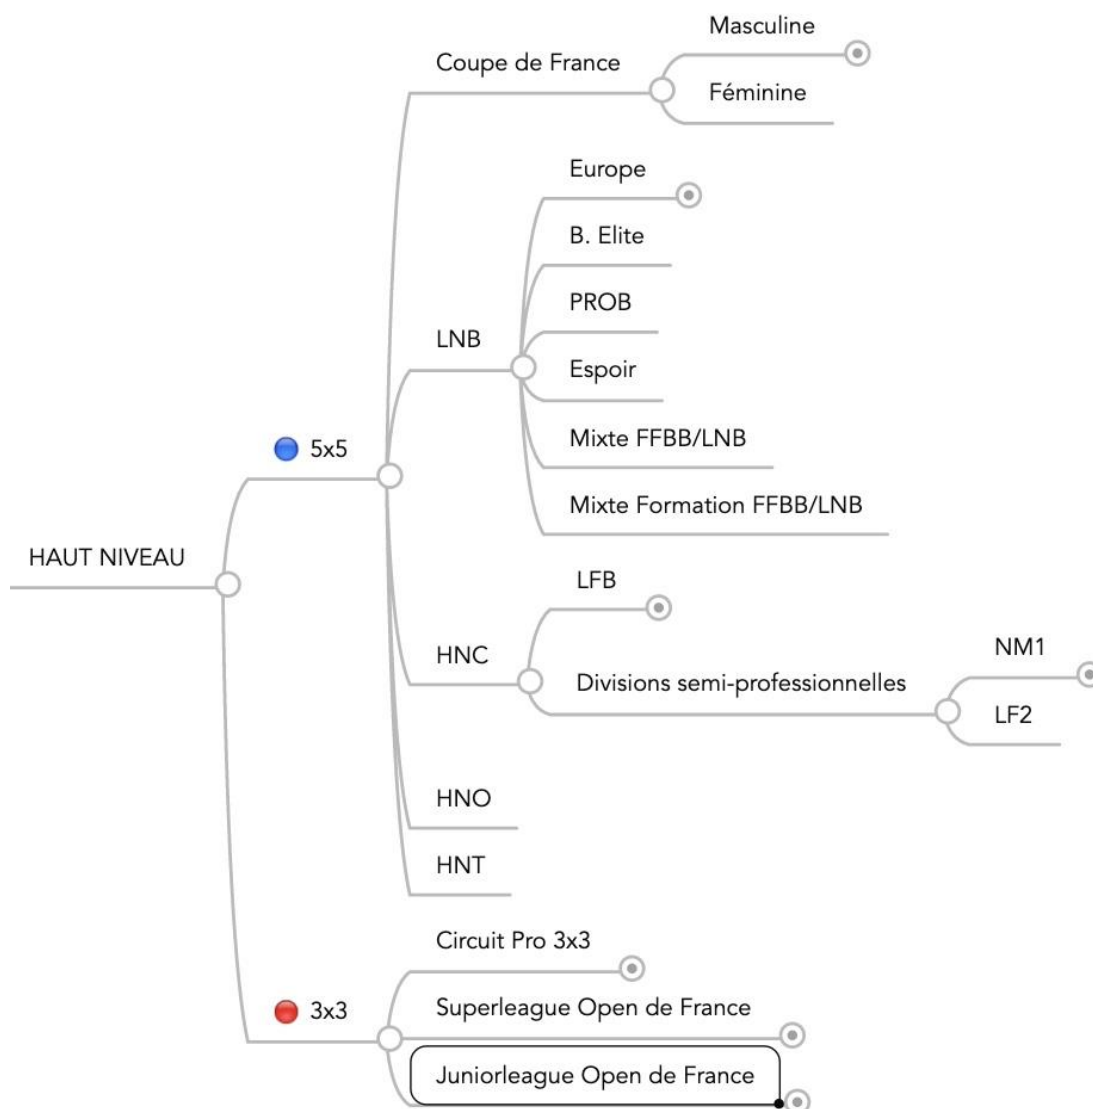 Masculine
Coupe de France
Féminine
Europe
B. Elite
PROB
LNB
Espoir
5x5
Mixte FFBB/LNB
Mixte Formation FFBB/LNB
HAUT NIVEAU
LFB
HNC
NM1
Divisions semi-professionnelles
LF2
HNO
HNT
Circuit Pro 3x3
3x3
Superleague Open de France
Juniorleague Open de France